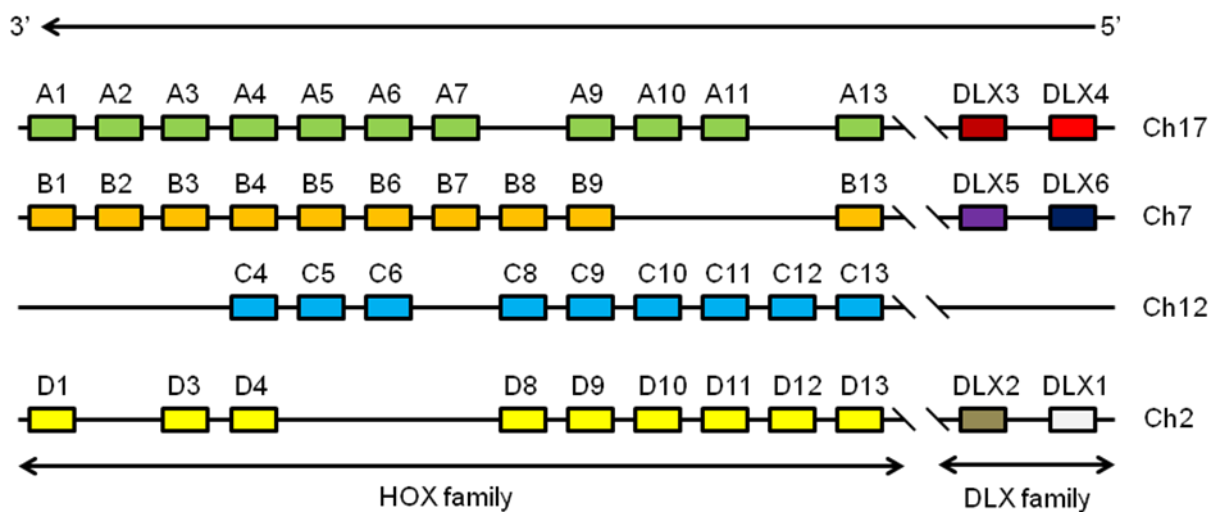 3’ 5’
A1 A2 A3 A4 A5 A6 A7 A9 A10 A11 A13 DLX3 DLX4
Ch17
B1 B2 B3 B4 B5 B6 B7 B8 B9 B13 DLX5 DLX6
Ch7
C4 C5 C6 C8 C9 C10 C11 C12 C13
Ch12
D1 D3 D4 D8 D9 D10 D11 D12 D13 DLX2 DLX1
Ch2
HOX family DLX family